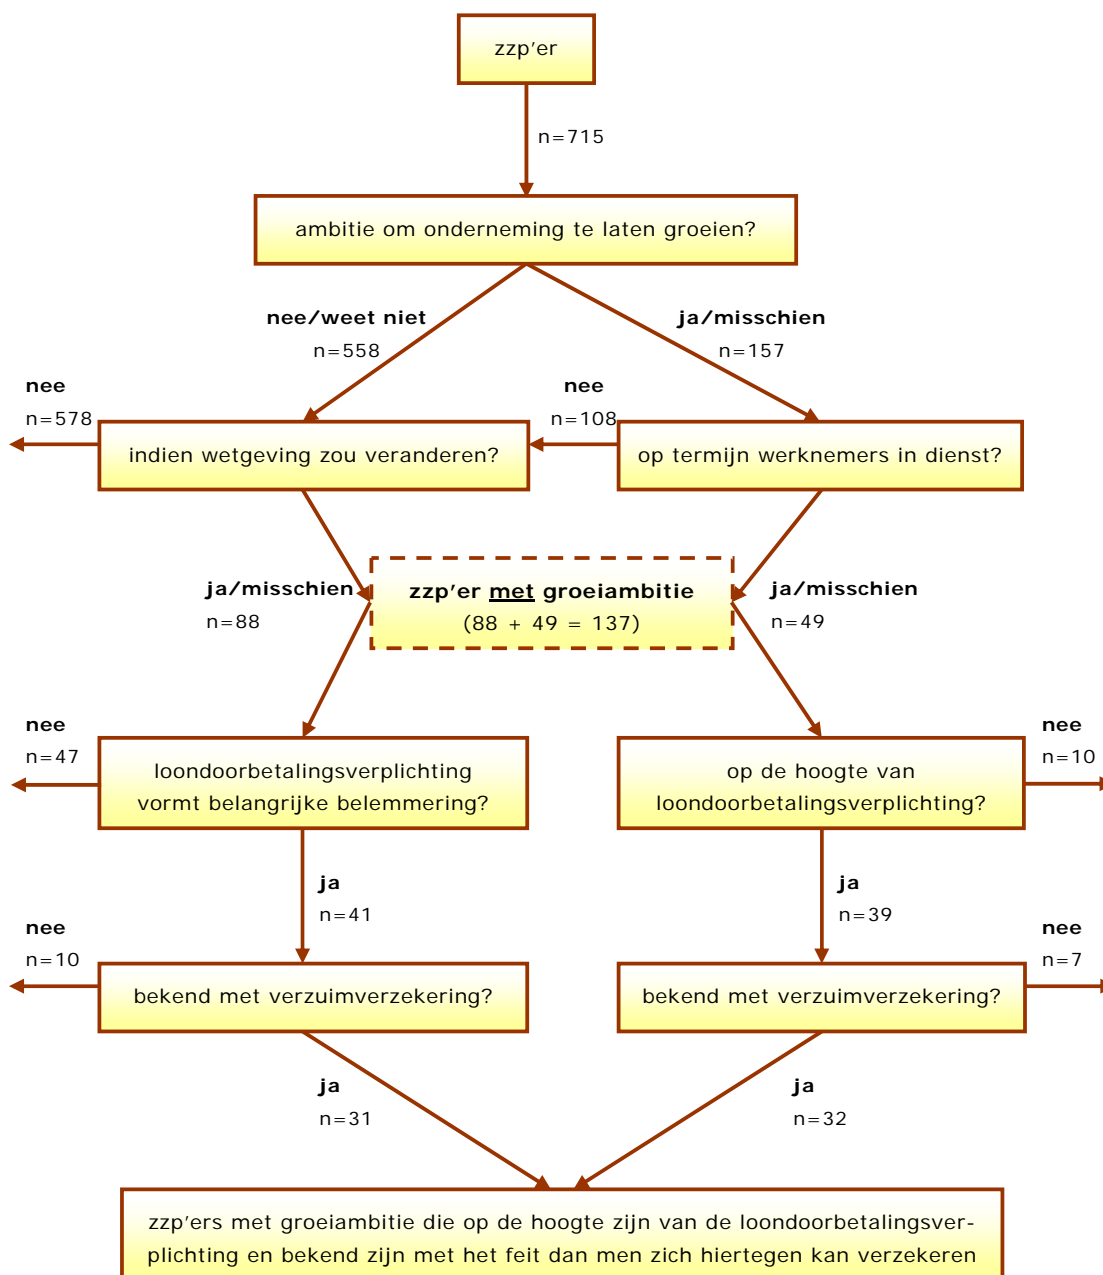 zzp'er
n=715
ambitie om onderneming te laten groeien?
nee/weet niet
n=558
ja/misschien
n=157
nee
n=578
nee
n=108
indien wetgeving zou veranderen?
op termijn werknemers in dienst?
ja/misschien
n=88
zzp'er met groeiambitie
(88 + 49 = 137)
ja/misschien
n=49
nee
n=47
loondoorbetalingsverplichting
vormt belangrijke belemmering?
op de hoogte van
loondoorbetalingsverplichting?
nee
n=10
ja
n=41
ja
n=39
nee
n=10
bekend met verzuimverzekering?
bekend met verzuimverzekering?
nee
n=7
ja
n=31
ja
n=32
zzp'ers met groeiambitie die op de hoogte zijn van de loondoorbetalingsver-
plichting en bekend zijn met het feit dan men zich hiertegen kan verzekeren